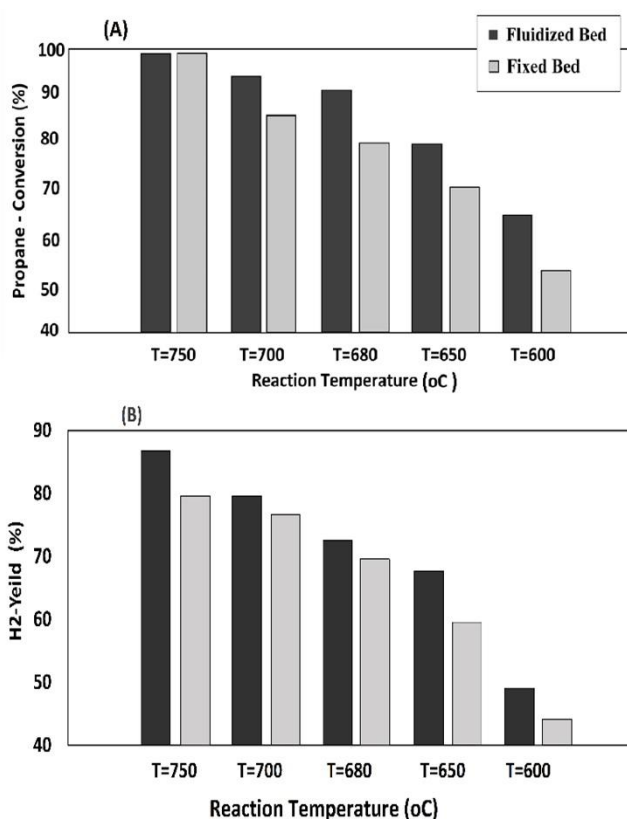 (A)
Fluidized Bed
Fixed Bed
Propane - Conversion (%)
100
90
80
70
60
50
40
T=750 T=700 T=680 T=650 T=600
Reaction Temperature (oC )
(B)
H2-Yeild (%)
90
80
70
60
50
40
T=750 T=700 T=680 T=650 T=600
Reaction Temperature (oC)